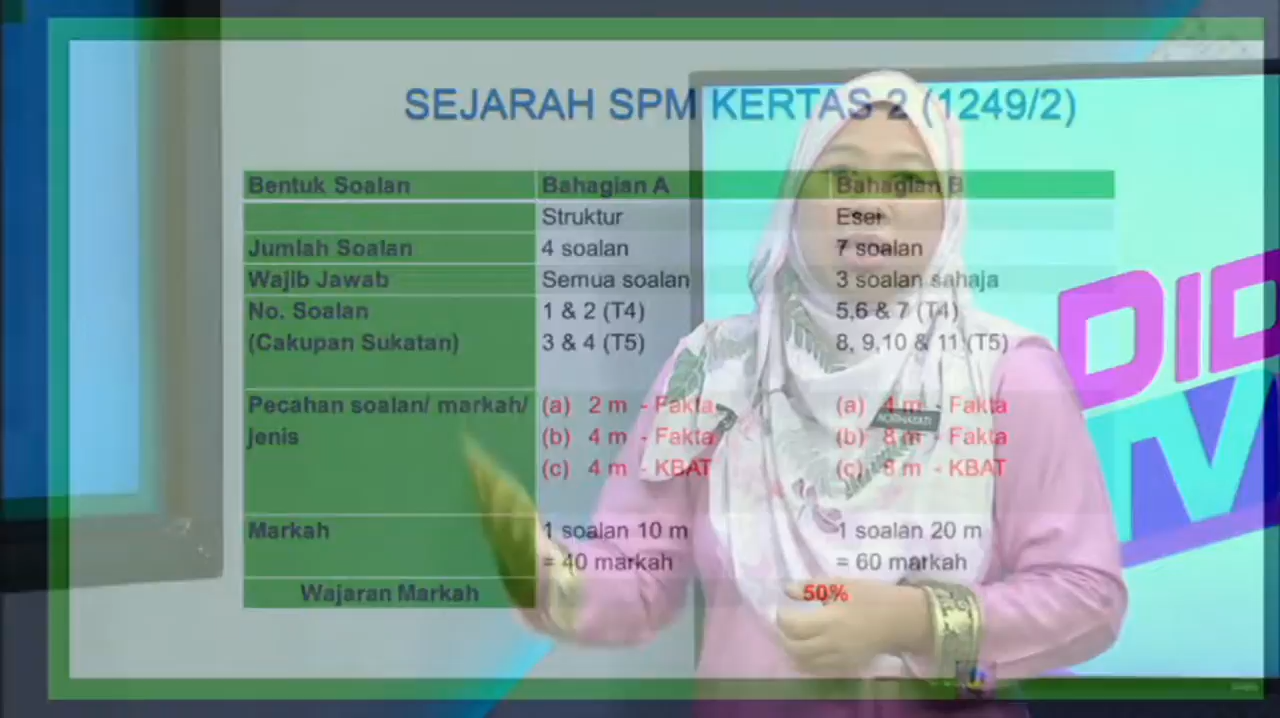 SEJARAH SPM KERTAS 2 (1249/2)
Bentuk Soalan Bahagian A Bahagian B
Struktur Esei
Jumlah Soalan 4 soalan 7 soalan
Wajib Jawab Semua soalan 3 soalan sahaja
No. Soalan 1 & 2 (T4) 5,6 & 7 (T4)
(Cakupan Sukatan) 3 & 4 (T5) 8, 9,10 & 11 (T5)
Pecahan soalan/ markah/ (a) 2 m - Fakta (a) 4 m - Fakta
jenis (b) 4 m - Fakta (b) 8 m - Fakta
(c) 4 m - KBAT (c) 8 m - KBAT
Markah 1 soalan 10 m 1 soalan 20 m
= 40 markah = 60 markah
Wajaran Markah 50%
DID
TV